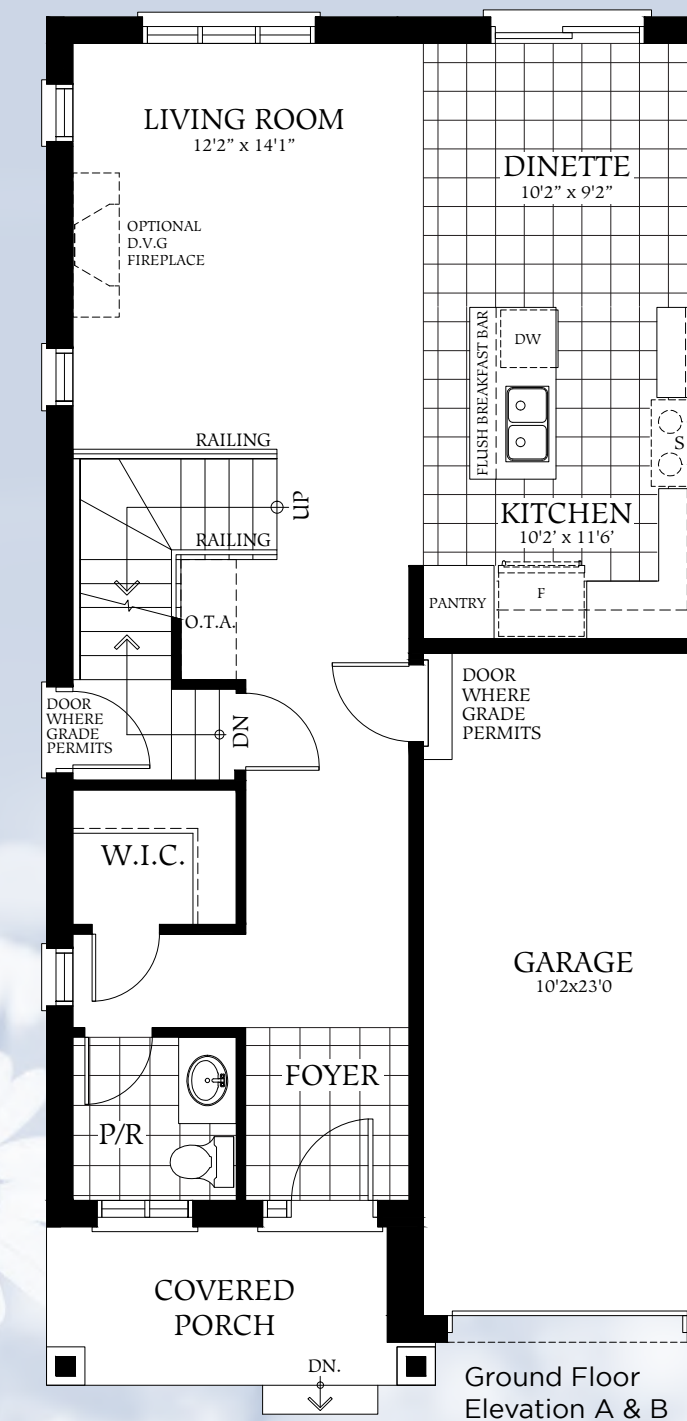 LIVING ROOM
12'2" x 14'1"
DINETTE
10'2" x 9'2"
OPTIONAL
D.V.G
FIREPLACE
FLUSH BREAKFAST BAR
DW
S
RAILING
UP
RAILING
KITCHEN
10'2' x 11'6'
PANTRY
F
O.T.A.
DOOR
WHERE
GRADE
PERMITS
DN
DOOR
WHERE
GRADE
PERMITS
W.I.C.
GARAGE
10'2x23'0
FOYER
P/R
COVERED
PORCH
DN.
Ground Floor
Elevation A & B